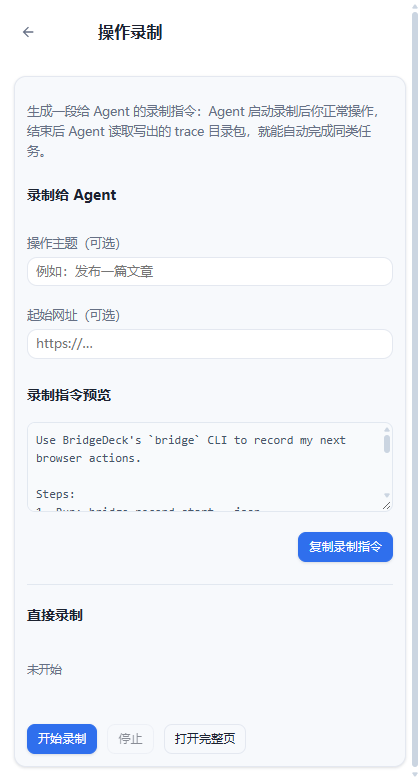 操作录制
生成一段给 Agent 的录制指令：Agent 启动录制后你正常操作，
结束后 Agent 读取写出的 trace 目录包，就能自动完成同类任
务。
录制给 Agent
操作主题（可选）
例如：发布一篇文章
起始网址（可选）
https://...
录制指令预览
Use BridgeDeck's `bridge` CLI to record my next
browser actions.
Steps:
1. Run: bridge record start --json
复制录制指令
直接录制
未开始
开始录制 停止 打开完整页